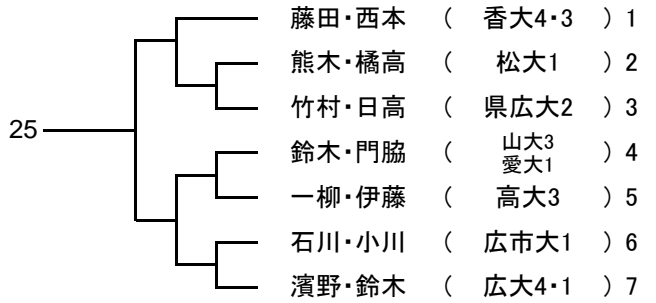 藤田・西本 ( 香大4・3 ) 1
熊木・橘高 ( 松大1 ) 2
竹村・日高 ( 県広大2 ) 3
25
鈴木・門脇 ( 山大3 愛大1 ) 4
一柳・伊藤 ( 高大3 ) 5
石川・小川 ( 広市大1 ) 6
濱野・鈴木 ( 広大4・1 ) 7